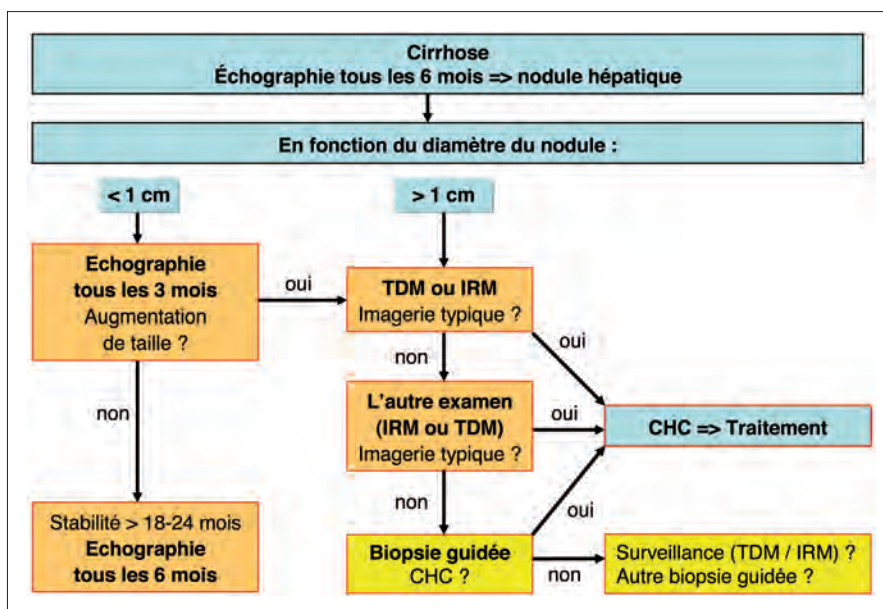 Cirrhose
Échographie tous les 6 mois => nodule hépatique
En fonction du diamètre du nodule :
< 1 cm
> 1 cm
Echographie
tous les 3 mois
Augmentation
de taille ?
oui
TDM ou IRM
Imagerie typique ?
oui
non
non
L'autre examen
(IRM ou TDM)
Imagerie typique ?
oui
CHC => Traitement
non
oui
Stabilité > 18-24 mois
Echographie
tous les 6 mois
Biopsie guidée
CHC ?
non
Surveillance (TDM / IRM) ?
Autre biopsie guidée ?